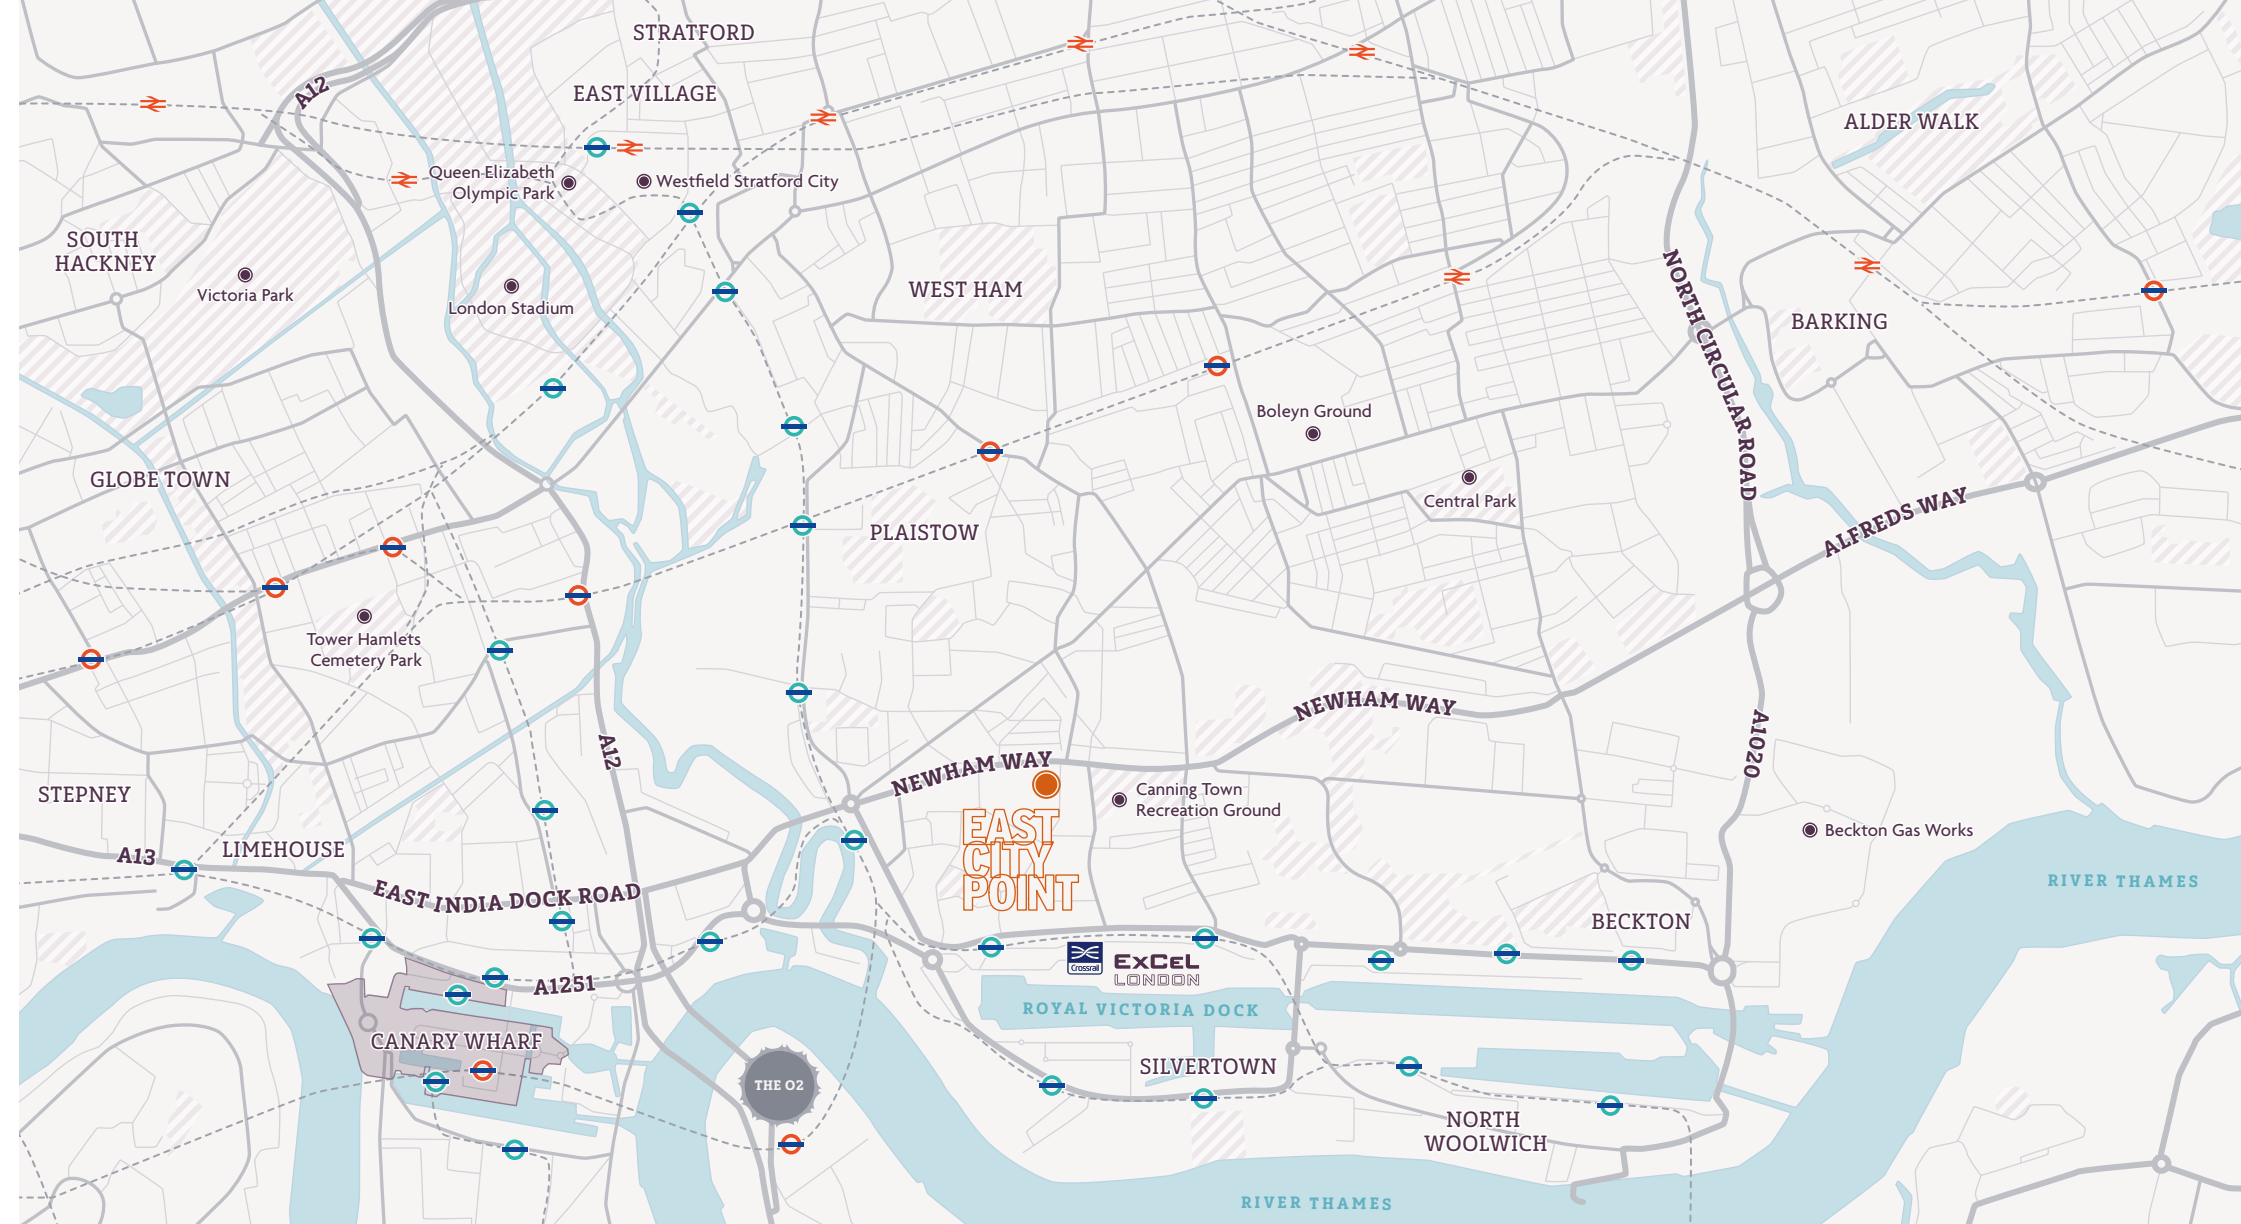 STRATFORD
A12
EAST VILLAGE
ALDER WALK
Queen Elizabeth
Olympic Park
Westfield Stratford City
SOUTH
HACKNEY
Victoria Park
London Stadium
WEST HAM
NORTH CIRCULAR ROAD
BARKING
Boleyn Ground
GLOBE TOWN
Central Park
PLAISTOW
ALFREDS WAY
Tower Hamlets
Cemetery Park
NEWHAM WAY
A12
A1020
NEWHAM WAY
STEPNEY
Canning Town
Recreation Ground
EAST
CITY
POINT
Beckton Gas Works
A13
LIMEHOUSE
EAST INDIA DOCK ROAD
RIVER THAMES
BECKTON
Crossrail
ExCeL
LONDON
A1251
ROYAL VICTORIA DOCK
CANARY WHARF
SILVERTOWN
THE O2
NORTH
WOOLWICH
RIVER THAMES